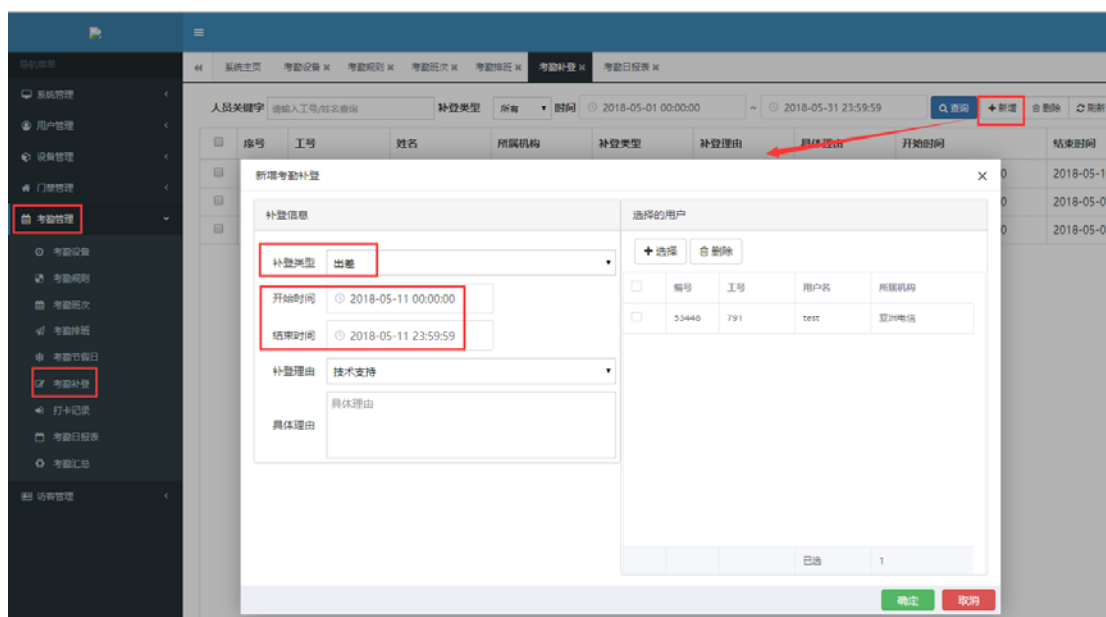 导航菜单
系统主页 考勤设备 × 考勤规则 × 考勤班次 × 考勤排班 × 考勤补登 × 考勤日报表 ×
系统管理
用户管理
设备管理
门禁管理
考勤管理
考勤设备
考勤规则
考勤班次
考勤排班
考勤节假日
考勤补登
打卡记录
考勤日报表
考勤汇总
访客管理
人员关键字 请输入工号/姓名查询 补登类型 所有 时间 2018-05-01 00:00:00 ~ 2018-05-31 23:59:59 查询 新增 删除 刷新
序号 工号 姓名 所属机构 补登类型 补登理由 具体理由 开始时间 结束时间
0 2018-05-1
0 2018-05-0
0 2018-05-0
新增考勤补登 ×
补登信息
补登类型 出差
开始时间 2018-05-11 00:00:00
结束时间 2018-05-11 23:59:59
补登理由 技术支持
具体理由 具体理由
选择的用户
选择 删除
编号 工号 用户名 所属机构
53448 791 test 亚洲电信
已选 1
确定 取消